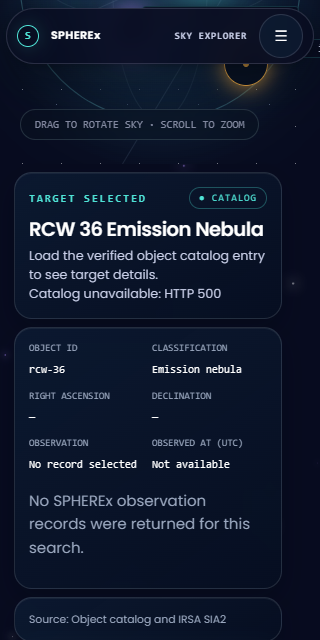 S SPHEREx SKY EXPLORER ☰
DRAG TO ROTATE SKY · SCROLL TO ZOOM
TARGET SELECTED ● CATALOG
RCW 36 Emission Nebula
Load the verified object catalog entry
to see target details.
Catalog unavailable: HTTP 500
OBJECT ID CLASSIFICATION
rcw-36 Emission nebula
RIGHT ASCENSION DECLINATION
— —
OBSERVATION OBSERVED AT (UTC)
No record selected Not available
No SPHEREx observation
records were returned for this
search.
Source: Object catalog and IRSA SIA2